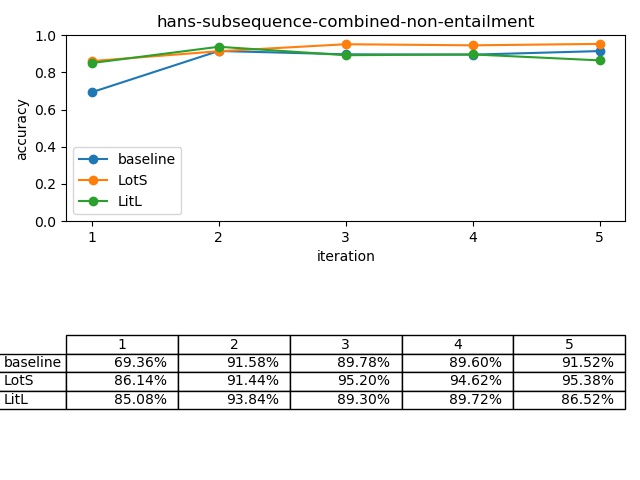 hans-subsequence-combined-non-entailment
1.0
0.8
0.6
0.4
0.2
0.0
accuracy
baseline
LotS
LitL
1 2 3 4 5
iteration
1 2 3 4 5
baseline 69.36% 91.58% 89.78% 89.60% 91.52%
LotS 86.14% 91.44% 95.20% 94.62% 95.38%
LitL 85.08% 93.84% 89.30% 89.72% 86.52%